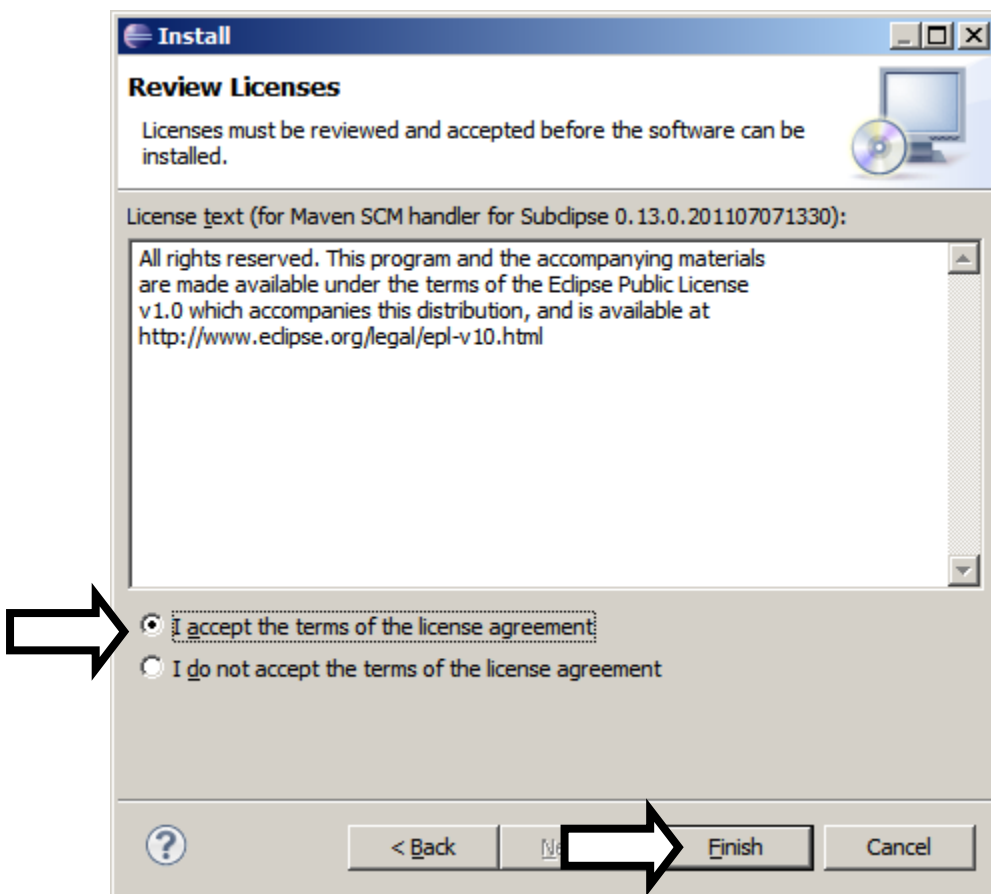 Install
Review Licenses
Licenses must be reviewed and accepted before the software can be
installed.
License text (for Maven SCM handler for Subclipse 0.13.0.201107071330):
All rights reserved. This program and the accompanying materials
are made available under the terms of the Eclipse Public License
v1.0 which accompanies this distribution, and is available at
http://www.eclipse.org/legal/epl-v10.html
I accept the terms of the license agreement
I do not accept the terms of the license agreement
? < Back Finish Cancel